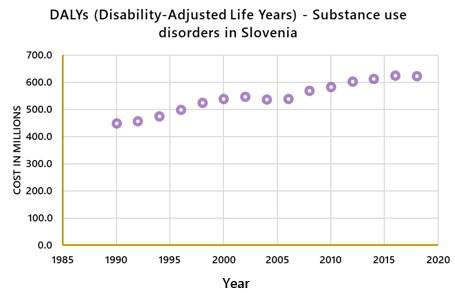 DALYs (Disability-Adjusted Life Years) - Substance use
disorders in Slovenia
700.0
600.0
500.0
400.0
300.0
200.0
100.0
0.0
COST IN MILLIONS
1985 1990 1995 2000 2005 2010 2015 2020
Year